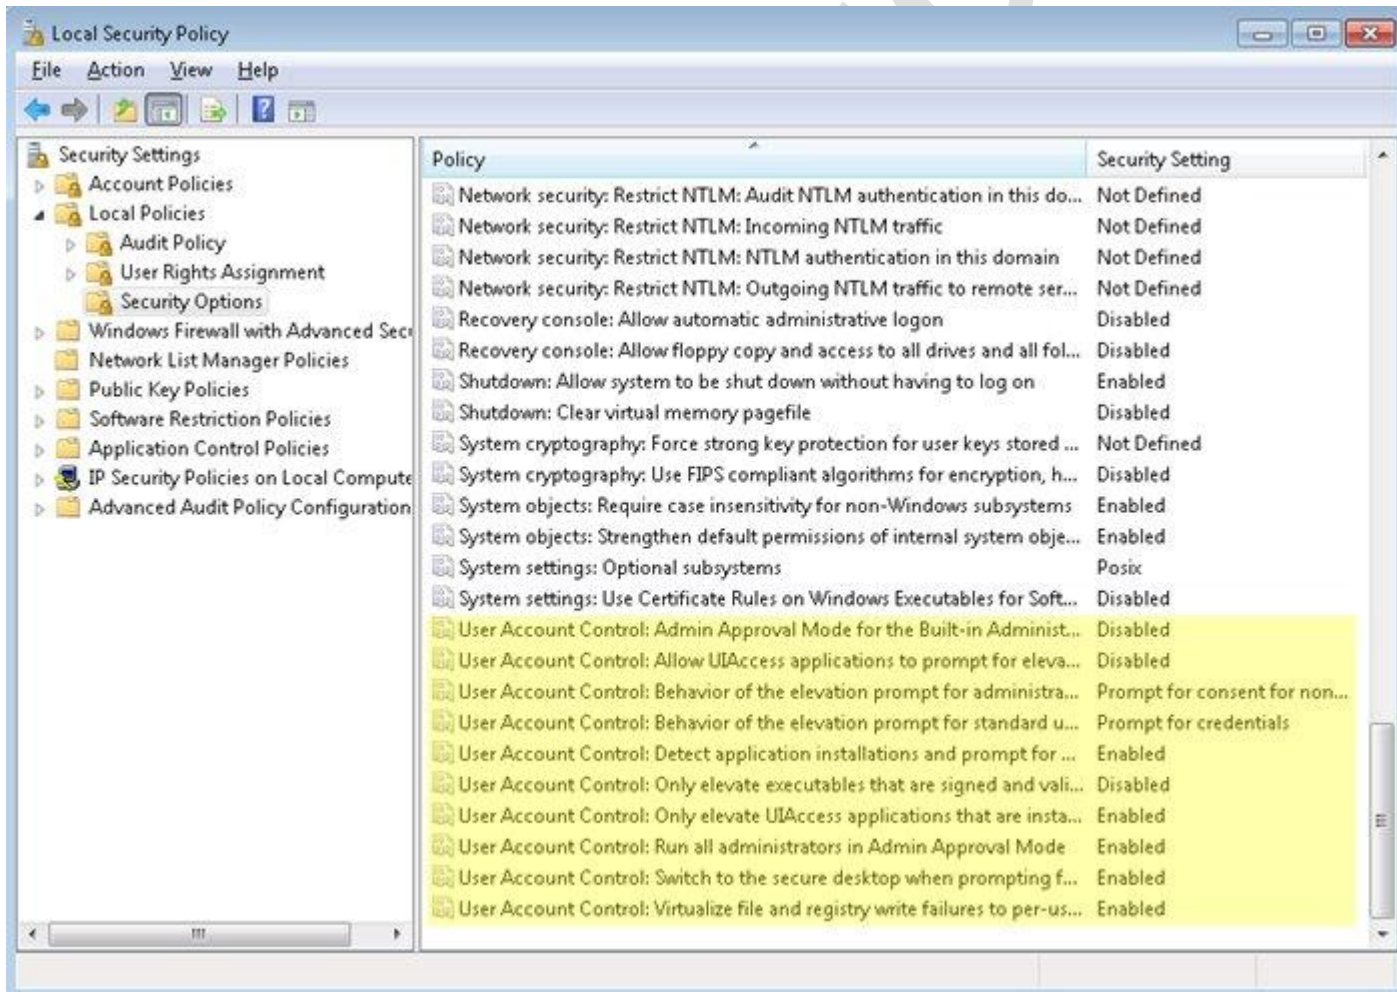 Local Security Policy
File Action View Help
Security Settings
Account Policies
Local Policies
Audit Policy
User Rights Assignment
Security Options
Windows Firewall with Advanced Secu
Network List Manager Policies
Public Key Policies
Software Restriction Policies
Application Control Policies
IP Security Policies on Local Compute
Advanced Audit Policy Configuration
Policy Security Setting
Network security: Restrict NTLM: Audit NTLM authentication in this do... Not Defined
Network security: Restrict NTLM: Incoming NTLM traffic Not Defined
Network security: Restrict NTLM: NTLM authentication in this domain Not Defined
Network security: Restrict NTLM: Outgoing NTLM traffic to remote ser... Not Defined
Recovery console: Allow automatic administrative logon Disabled
Recovery console: Allow floppy copy and access to all drives and all fol... Disabled
Shutdown: Allow system to be shut down without having to log on Enabled
Shutdown: Clear virtual memory pagefile Disabled
System cryptography: Force strong key protection for user keys stored ... Not Defined
System cryptography: Use FIPS compliant algorithms for encryption, h... Disabled
System objects: Require case insensitivity for non-Windows subsystems Enabled
System objects: Strengthen default permissions of internal system obje... Enabled
System settings: Optional subsystems Posix
System settings: Use Certificate Rules on Windows Executables for Soft... Disabled
User Account Control: Admin Approval Mode for the Built-in Administ... Disabled
User Account Control: Allow UIAccess applications to prompt for eleva... Disabled
User Account Control: Behavior of the elevation prompt for administra... Prompt for consent for non...
User Account Control: Behavior of the elevation prompt for standard u... Prompt for credentials
User Account Control: Detect application installations and prompt for ... Enabled
User Account Control: Only elevate executables that are signed and vali... Disabled
User Account Control: Only elevate UIAccess applications that are insta... Enabled
User Account Control: Run all administrators in Admin Approval Mode Enabled
User Account Control: Switch to the secure desktop when prompting f... Enabled
User Account Control: Virtualize file and registry write failures to per-us... Enabled